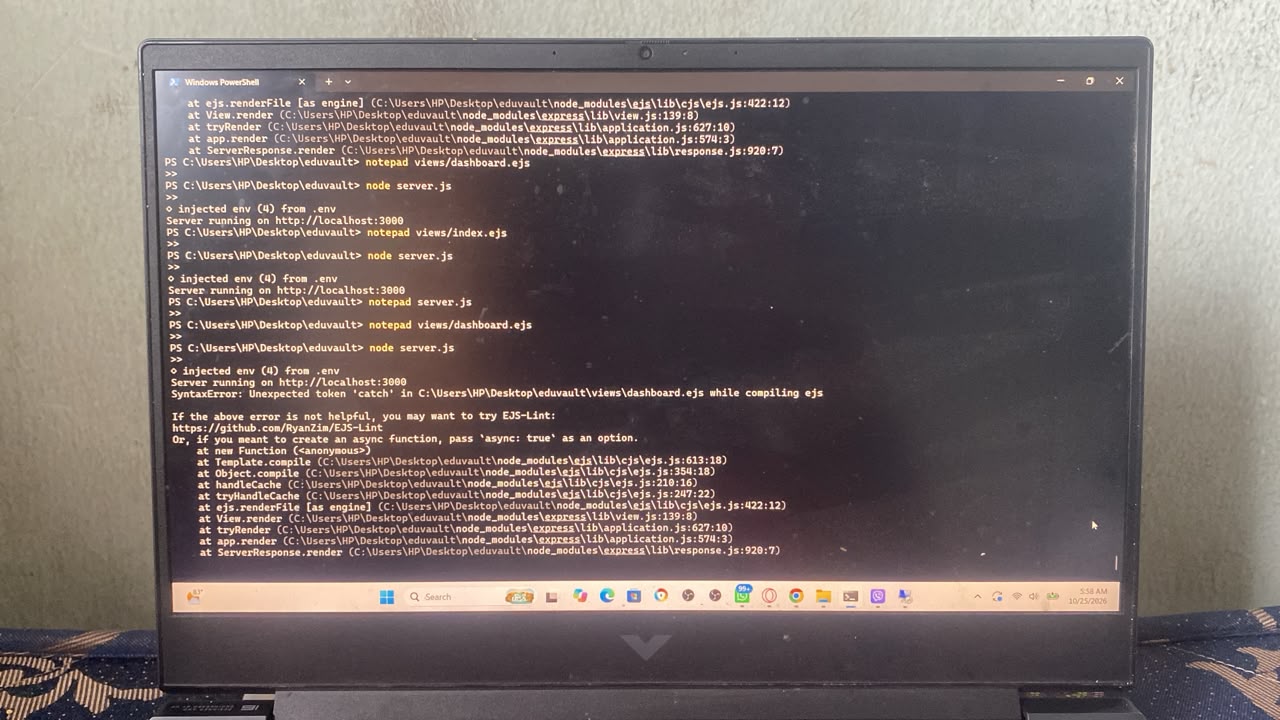 Windows PowerShell
at ejs.renderFile [as engine] (C:\Users\HP\Desktop\eduvault\node_modules\ejs\lib\cjs\ejs.js:422:12)
at View.render (C:\Users\HP\Desktop\eduvault\node_modules\express\lib\view.js:139:8)
at tryRender (C:\Users\HP\Desktop\eduvault\node_modules\express\lib\application.js:627:10)
at app.render (C:\Users\HP\Desktop\eduvault\node_modules\express\lib\application.js:574:3)
at ServerResponse.render (C:\Users\HP\Desktop\eduvault\node_modules\express\lib\response.js:920:7)
PS C:\Users\HP\Desktop\eduvault> notepad views/dashboard.ejs
>>
PS C:\Users\HP\Desktop\eduvault> node server.js
>>
◇ injected env (4) from .env
Server running on http://localhost:3000
PS C:\Users\HP\Desktop\eduvault> notepad views/index.ejs
>>
PS C:\Users\HP\Desktop\eduvault> node server.js
>>
◇ injected env (4) from .env
Server running on http://localhost:3000
PS C:\Users\HP\Desktop\eduvault> notepad server.js
>>
PS C:\Users\HP\Desktop\eduvault> notepad views/dashboard.ejs
>>
PS C:\Users\HP\Desktop\eduvault> node server.js
>>
◇ injected env (4) from .env
Server running on http://localhost:3000
SyntaxError: Unexpected token 'catch' in C:\Users\HP\Desktop\eduvault\views\dashboard.ejs while compiling ejs
If the above error is not helpful, you may want to try EJS-Lint:
https://github.com/RyanZim/EJS-Lint
Or, if you meant to create an async function, pass `async: true` as an option.
at new Function (<anonymous>)
at Template.compile (C:\Users\HP\Desktop\eduvault\node_modules\ejs\lib\cjs\ejs.js:613:18)
at Object.compile (C:\Users\HP\Desktop\eduvault\node_modules\ejs\lib\cjs\ejs.js:354:18)
at handleCache (C:\Users\HP\Desktop\eduvault\node_modules\ejs\lib\cjs\ejs.js:210:16)
at tryHandleCache (C:\Users\HP\Desktop\eduvault\node_modules\ejs\lib\cjs\ejs.js:247:22)
at ejs.renderFile [as engine] (C:\Users\HP\Desktop\eduvault\node_modules\ejs\lib\cjs\ejs.js:422:12)
at View.render (C:\Users\HP\Desktop\eduvault\node_modules\express\lib\view.js:139:8)
at tryRender (C:\Users\HP\Desktop\eduvault\node_modules\express\lib\application.js:627:10)
at app.render (C:\Users\HP\Desktop\eduvault\node_modules\express\lib\application.js:574:3)
at ServerResponse.render (C:\Users\HP\Desktop\eduvault\node_modules\express\lib\response.js:920:7)
Search
99+
5:58 AM
10/25/2026